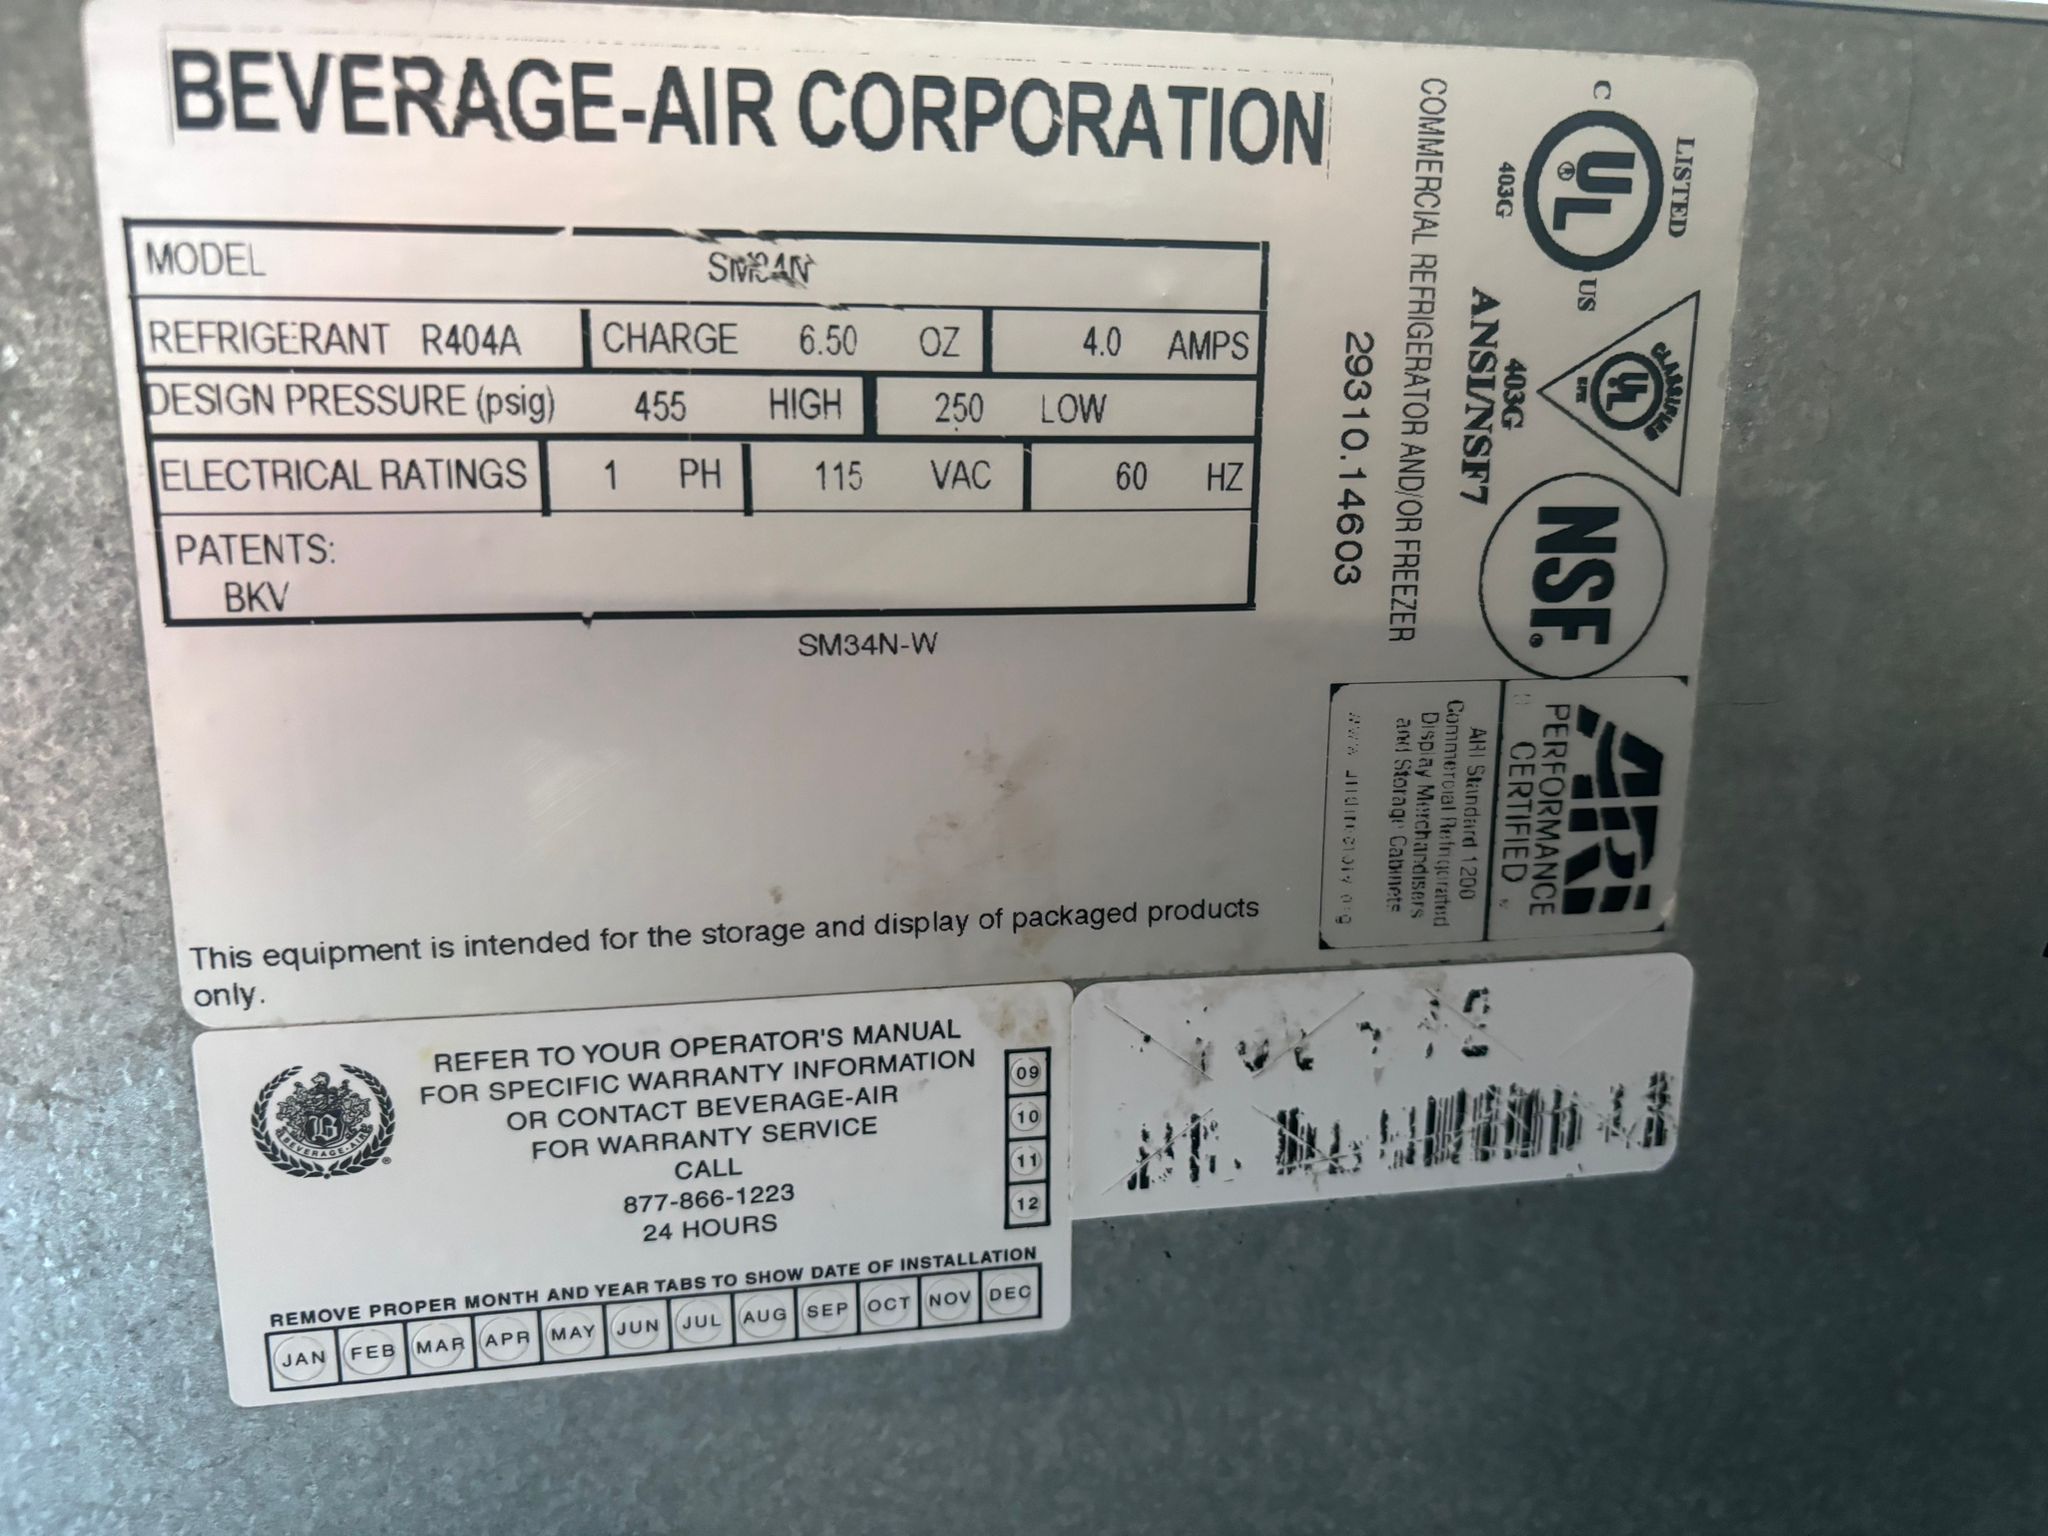 BEVERAGE-AIR CORPORATION
MODEL SM34N
REFRIGERANT R404A CHARGE 6.50 OZ 4.0 AMPS
DESIGN PRESSURE (psig) 455 HIGH 250 LOW
ELECTRICAL RATINGS 1 PH 115 VAC 60 HZ
PATENTS:
BKV
SM34N-W
This equipment is intended for the storage and display of packaged products
only.
C UL ® US
LISTED
403G
COMMERCIAL REFRIGERATOR AND/OR FREEZER
29310.14603
CLASSIFIED
UL
403G
ANSI/NSF7
NSF®
ARI
PERFORMANCE
CERTIFIED
ARI Standard 1200
Commercial Refrigerated
Display Merchandisers
and Storage Cabinets
BEVERAGE-AIR
REFER TO YOUR OPERATOR'S MANUAL
FOR SPECIFIC WARRANTY INFORMATION
OR CONTACT BEVERAGE-AIR
FOR WARRANTY SERVICE
CALL
877-866-1223
24 HOURS
09
10
11
12
REMOVE PROPER MONTH AND YEAR TABS TO SHOW DATE OF INSTALLATION
JAN FEB MAR APR MAY JUN JUL AUG SEP OCT NOV DEC